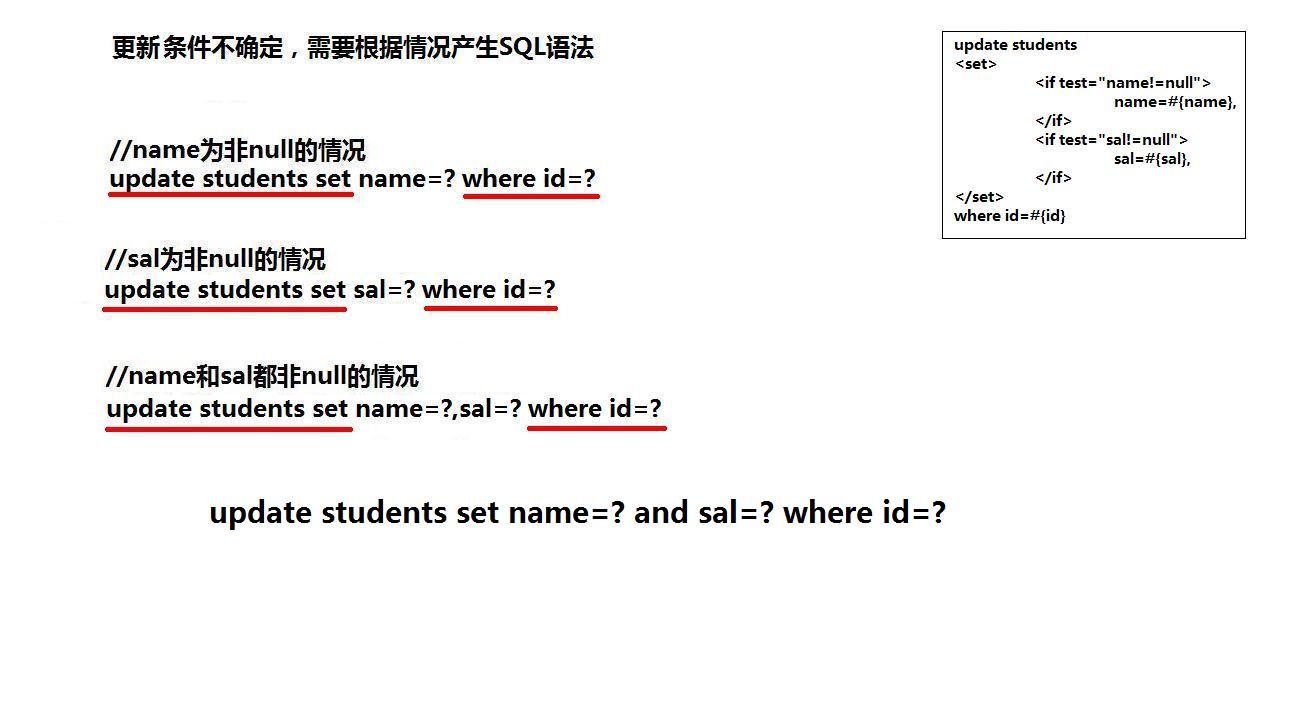 更新条件不确定，需要根据情况产生SQL语法
//name为非null的情况
update students set name=? where id=?
//sal为非null的情况
update students set sal=? where id=?
//name和sal都非null的情况
update students set name=?,sal=? where id=?
update students set name=? and sal=? where id=?
update students
<set>
<if test="name!=null">
name=#{name},
</if>
<if test="sal!=null">
sal=#{sal},
</if>
</set>
where id=#{id}